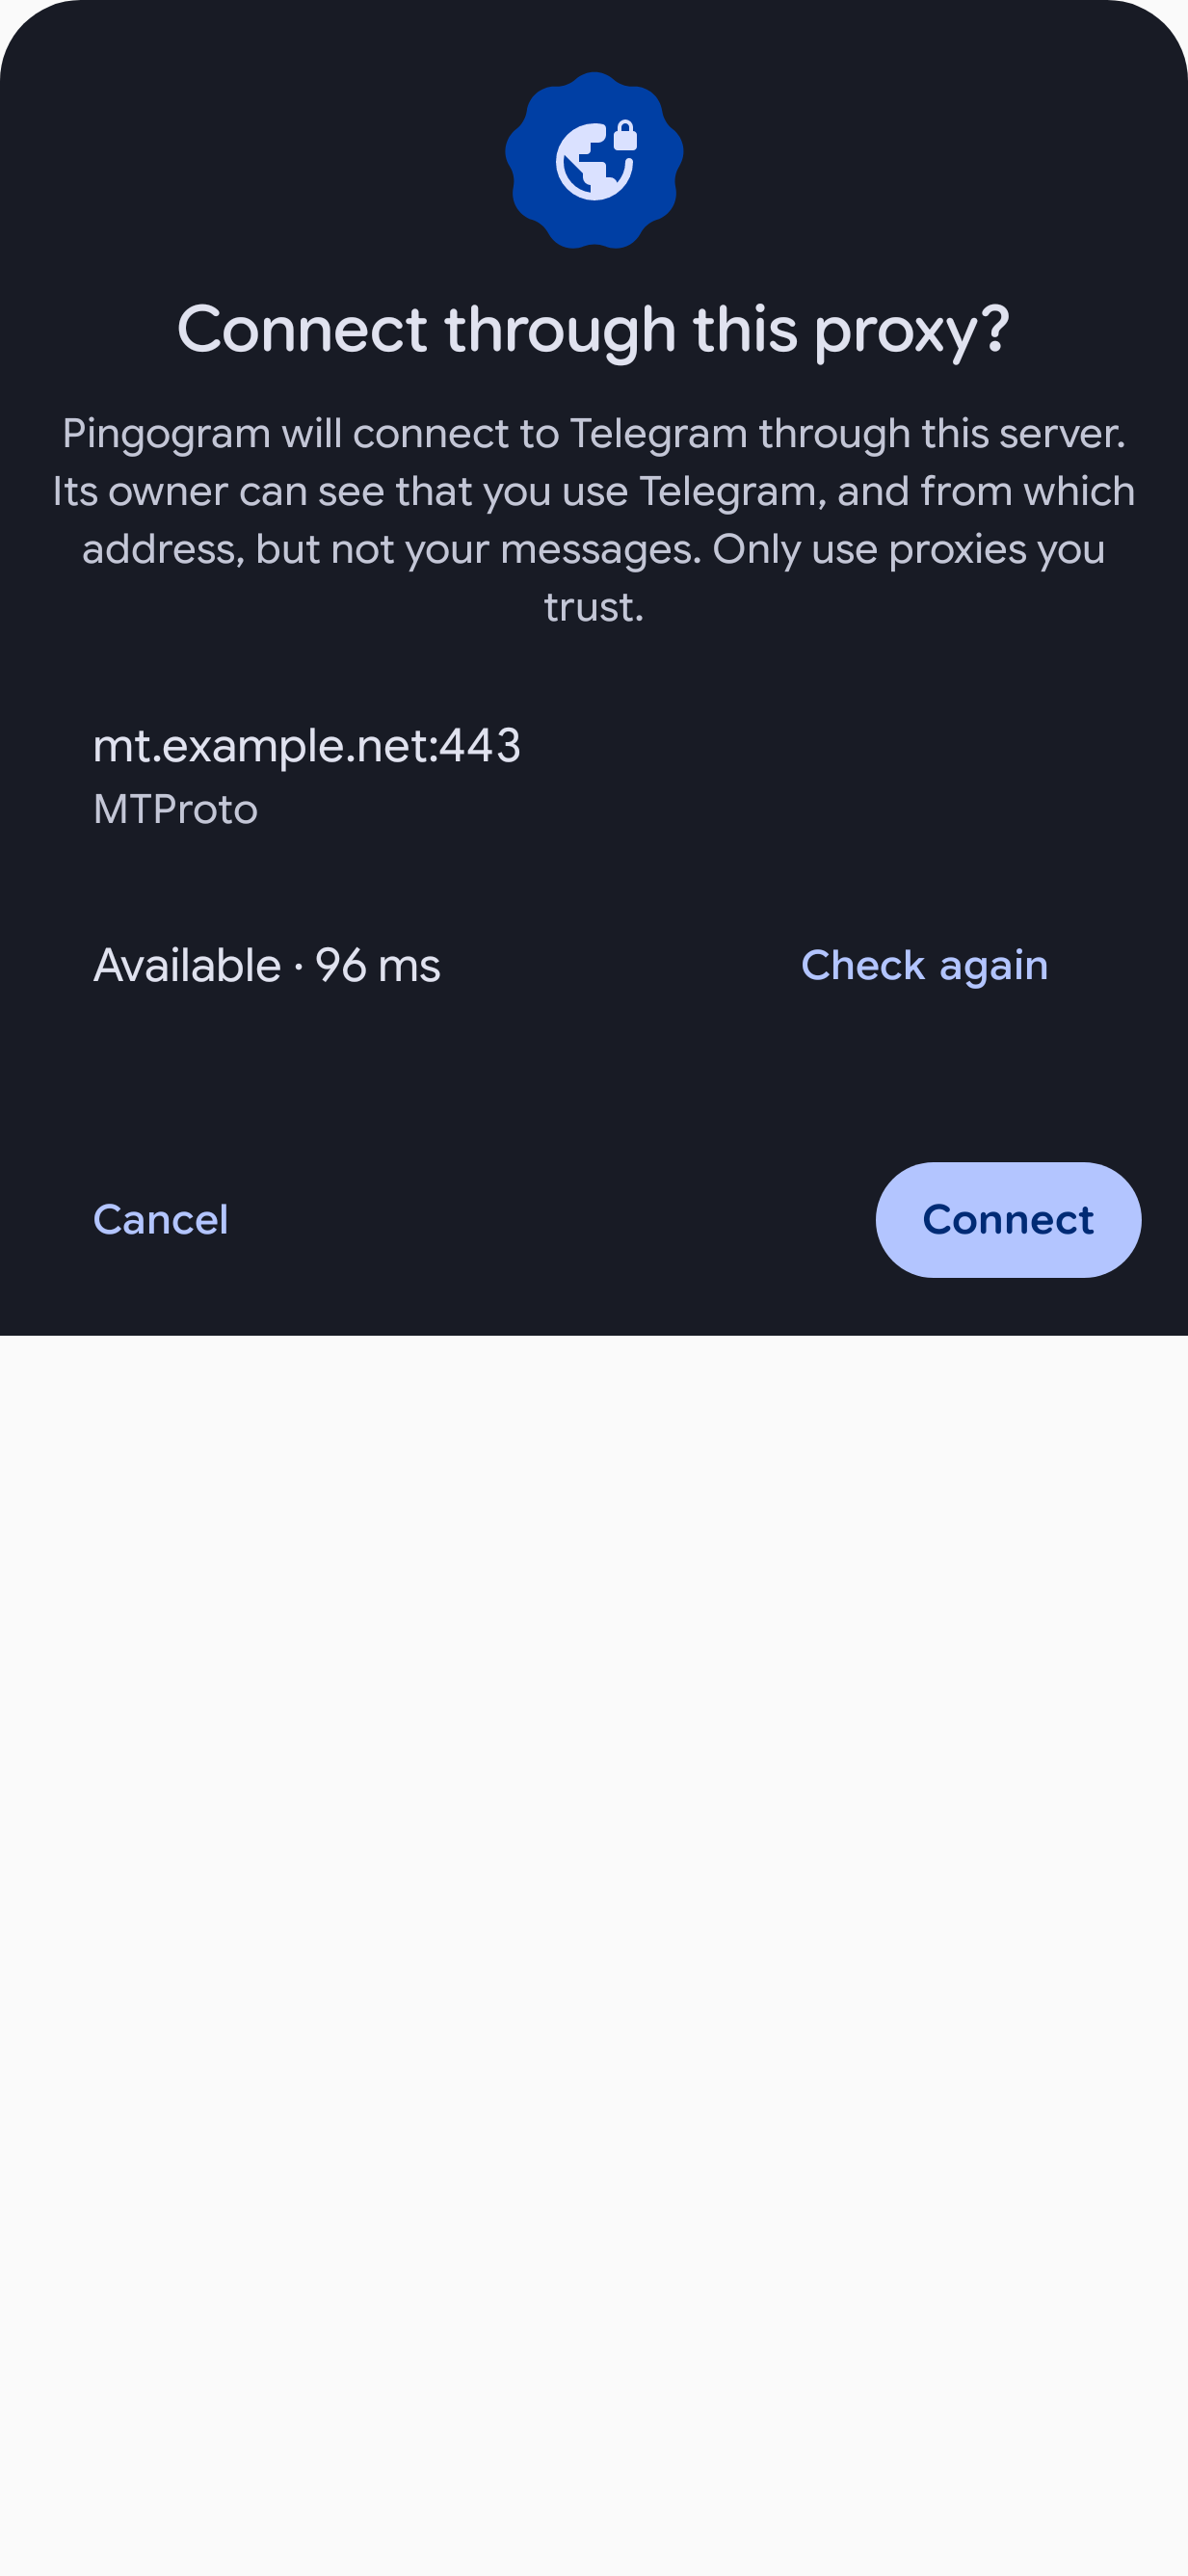 Connect through this proxy?
Pingogram will connect to Telegram through this server.
Its owner can see that you use Telegram, and from which
address, but not your messages. Only use proxies you
trust.
mt.example.net:443
MTProto
Available · 96 ms
Check again
Cancel
Connect